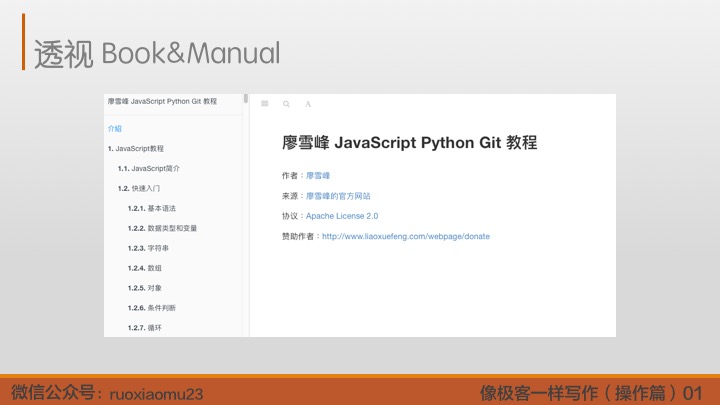 透视 Book&Manual
廖雪峰 JavaScript Python Git 教程
介紹
1. JavaScript教程
1.1. JavaScript简介
1.2. 快速入门
1.2.1. 基本语法
1.2.2. 数据类型和变量
1.2.3. 字符串
1.2.4. 数组
1.2.5. 对象
1.2.6. 条件判断
1.2.7. 循环
A
廖雪峰 JavaScript Python Git 教程
作者：廖雪峰
来源：廖雪峰的官方网站
协议：Apache License 2.0
赞助作者：http://www.liaoxuefeng.com/webpage/donate
微信公众号：ruoxiaomu23
像极客一样写作（操作篇）01